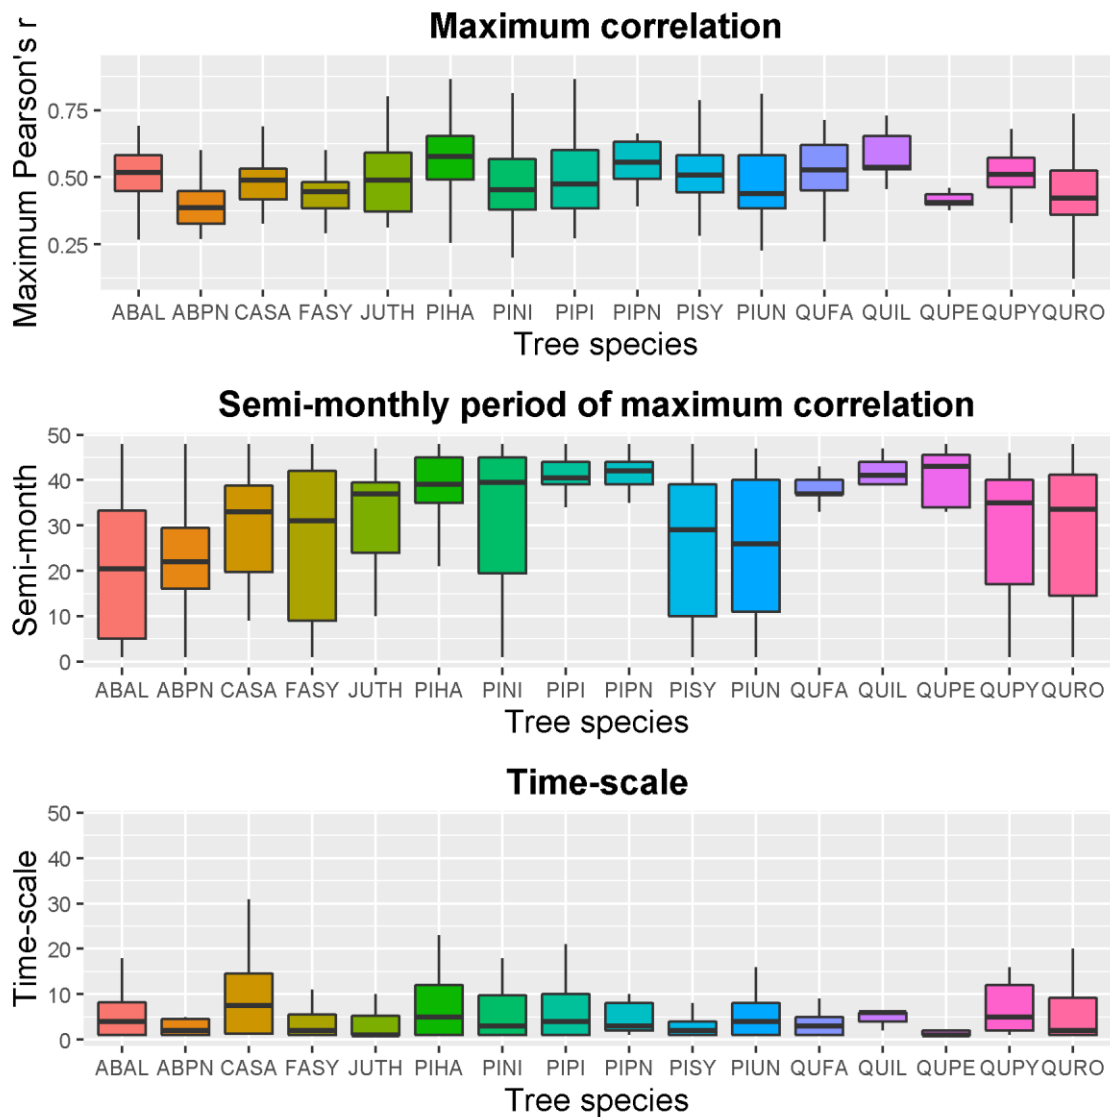 Maximum correlation
Maximum Pearson's r
0.75
0.50
0.25
ABAL ABPN CASA FASY JUTH PIHA PINI PIPI PIPN PISY PIUN QUFA QUIL QUPE QUPY QURO
Tree species
Semi-monthly period of maximum correlation
Semi-month
50
40
30
20
10
0
ABAL ABPN CASA FASY JUTH PIHA PINI PIPI PIPN PISY PIUN QUFA QUIL QUPE QUPY QURO
Tree species
Time-scale
Time-scale
50
40
30
20
10
0
ABAL ABPN CASA FASY JUTH PIHA PINI PIPI PIPN PISY PIUN QUFA QUIL QUPE QUPY QURO
Tree species